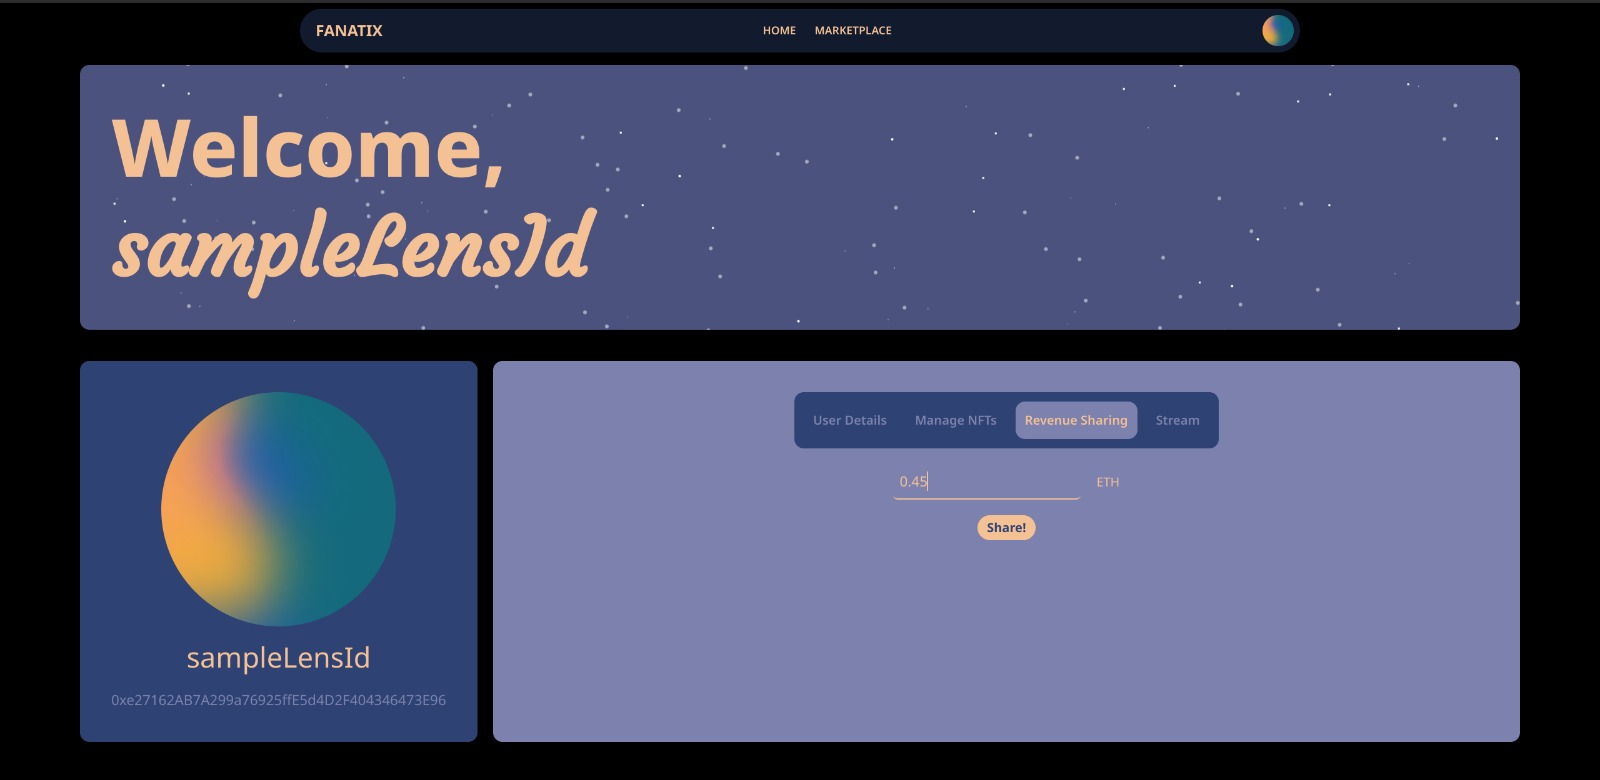 FANATIX HOME MARKETPLACE
Welcome,
sampleLensId
sampleLensId
0xe27162AB7A299a76925ffE5d4D2F404346473E96
User Details Manage NFTs Revenue Sharing Stream
0.45 ETH
Share!